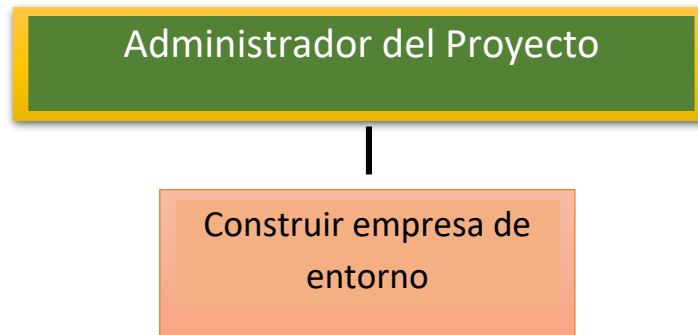 Administrador del Proyecto
Construir empresa de
entorno